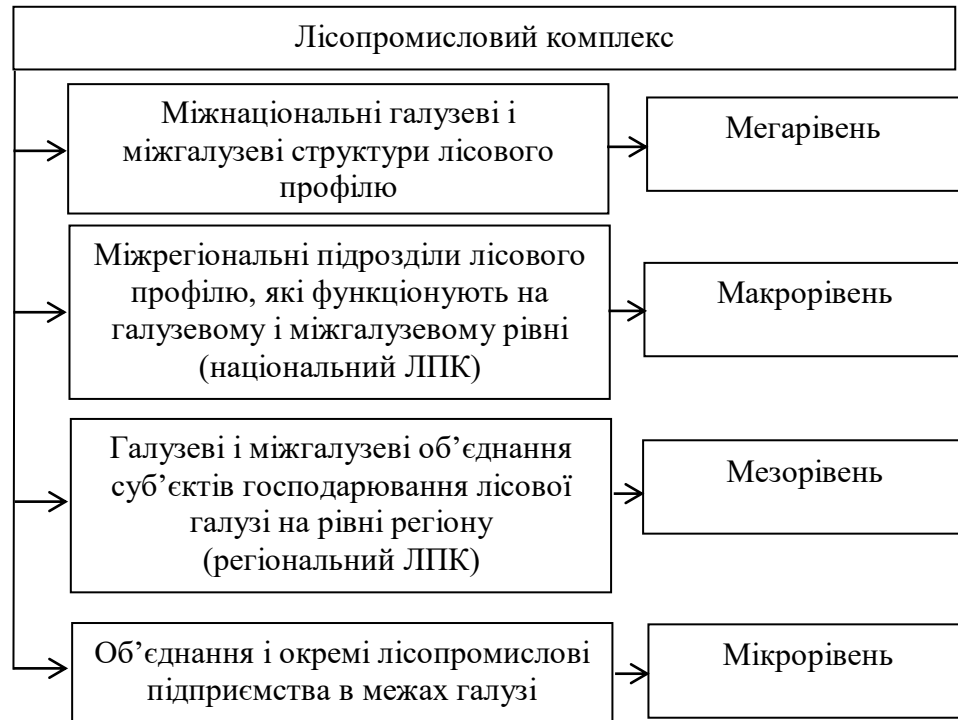 Лісопромисловий комплекс
Міжнаціональні галузеві і
міжгалузеві структури лісового
профілю
Мегарівень
Міжрегіональні підрозділи лісового
профілю, які функціонують на
галузевому і міжгалузевому рівні
(національний ЛПК)
Макрорівень
Галузеві і міжгалузеві об’єднання
суб’єктів господарювання лісової
галузі на рівні регіону
(регіональний ЛПК)
Мезорівень
Об’єднання і окремі лісопромислові
підприємства в межах галузі
Мікрорівень